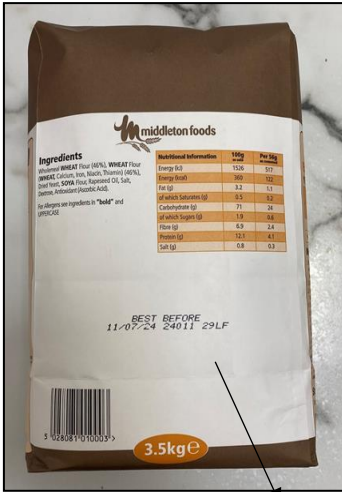 middleton foods
Ingredients
Wholemeal WHEAT Flour (46%), WHEAT Flour
(WHEAT, Calcium, Iron, Niacin, Thiamin) (46%),
Dried Yeast, SOYA Flour, Rapeseed Oil, Salt,
Dextrose, Antioxidant (Ascorbic Acid).
For Allergens see ingredients in "bold" and
UPPERCASE
Nutritional Information 100g Per 56g
as sold
Energy (kJ) 1526 517
Energy (kcal) 360 122
Fat (g) 3.2 1.1
of which Saturates (g) 0.5 0.2
Carbohydrate (g) 71 24
of which Sugars (g) 1.9 0.6
Fibre (g) 6.9 2.4
Protein (g) 12.1 4.1
Salt (g) 0.8 0.3
BEST BEFORE
11/07/24 24011 29LF
5 028081 010003 >
3.5kg e